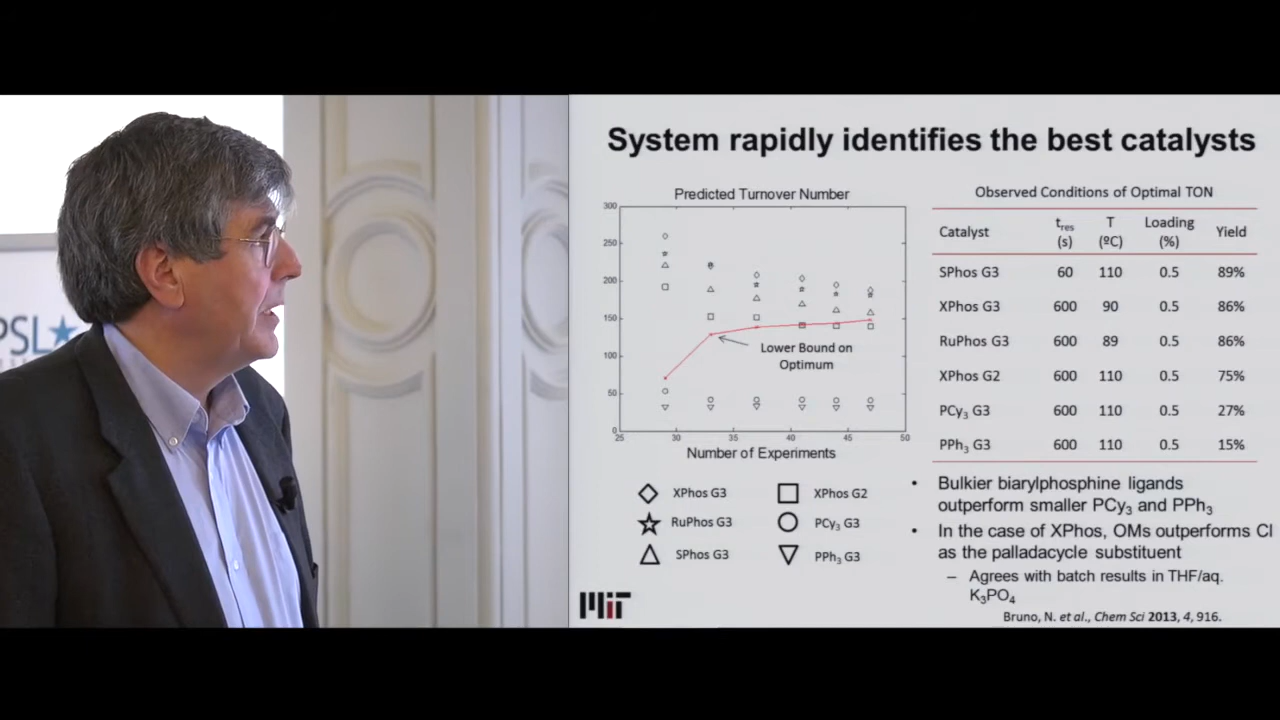 PSL
System rapidly identifies the best catalysts
Predicted Turnover Number
300
250
200
150
100
50
0
25 30 35 40 45 50
Lower Bound on
Optimum
Number of Experiments
XPhos G3 XPhos G2
RuPhos G3 PCy₃ G3
SPhos G3 PPh₃ G3
Observed Conditions of Optimal TON
Catalyst t_res (s) T (ºC) Loading (%) Yield
SPhos G3 60 110 0.5 89%
XPhos G3 600 90 0.5 86%
RuPhos G3 600 89 0.5 86%
XPhos G2 600 110 0.5 75%
PCy₃ G3 600 110 0.5 27%
PPh₃ G3 600 110 0.5 15%
• Bulkier biarylphosphine ligands
outperform smaller PCy₃ and PPh₃
• In the case of XPhos, OMs outperforms Cl
as the palladacycle substituent
– Agrees with batch results in THF/aq.
K₃PO₄
Bruno, N. et al., Chem Sci 2013, 4, 916.
MIT